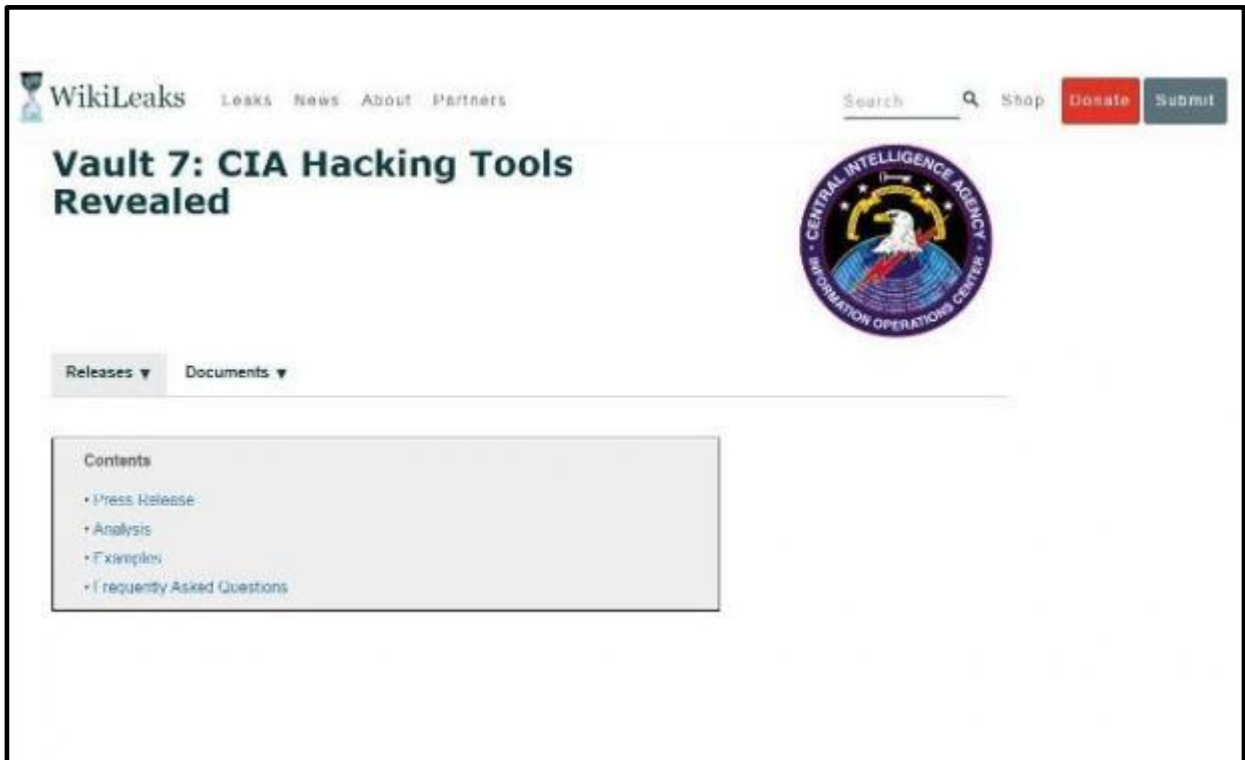 WikiLeaks Leaks News About Partners Search Shop Donate Submit
Vault 7: CIA Hacking Tools
Revealed
CENTRAL INTELLIGENCE AGENCY
INFORMATION OPERATIONS CENTER
Releases ▼ Documents ▼
Contents
• Press Release
• Analysis
• Examples
• Frequently Asked Questions